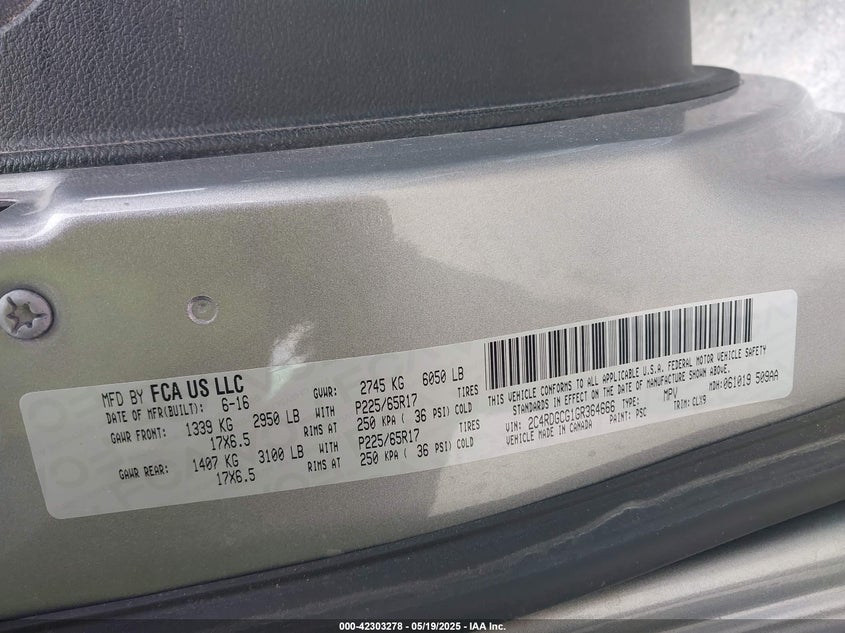 MFD BY FCA US LLC
DATE OF MFR(BUILT): 6-16 GVWR: 2745 KG 6050 LB
GAWR FRONT: 1339 KG 2950 LB WITH P225/65R17 TIRES
17X6.5 RIMS AT 250 KPA ( 36 PSI) COLD
GAWR REAR: 1407 KG 3100 LB WITH P225/65R17 TIRES
17X6.5 RIMS AT 250 KPA ( 36 PSI) COLD
THIS VEHICLE CONFORMS TO ALL APPLICABLE U.S.A. FEDERAL MOTOR VEHICLE SAFETY
STANDARDS IN EFFECT ON THE DATE OF MANUFACTURE SHOWN ABOVE.
MDH: 061019 509AA
VIN: 2C4RDGCG1GR364666 TYPE: MPV
VEHICLE MADE IN CANADA PAINT: PSC TRIM: CLX9
000-42303278 - 05/19/2025 - IAA Inc.